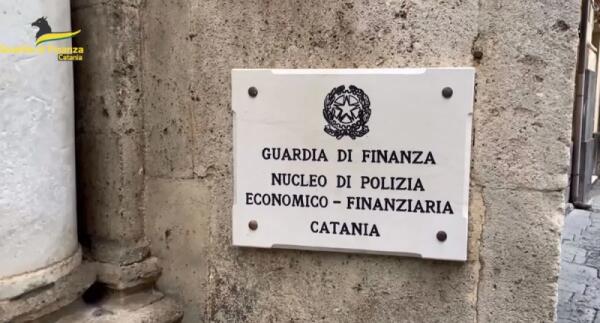 Guardia di Finanza
Catania
GUARDIA DI FINANZA
NUCLEO DI POLIZIA
ECONOMICO - FINANZIARIA
CATANIA